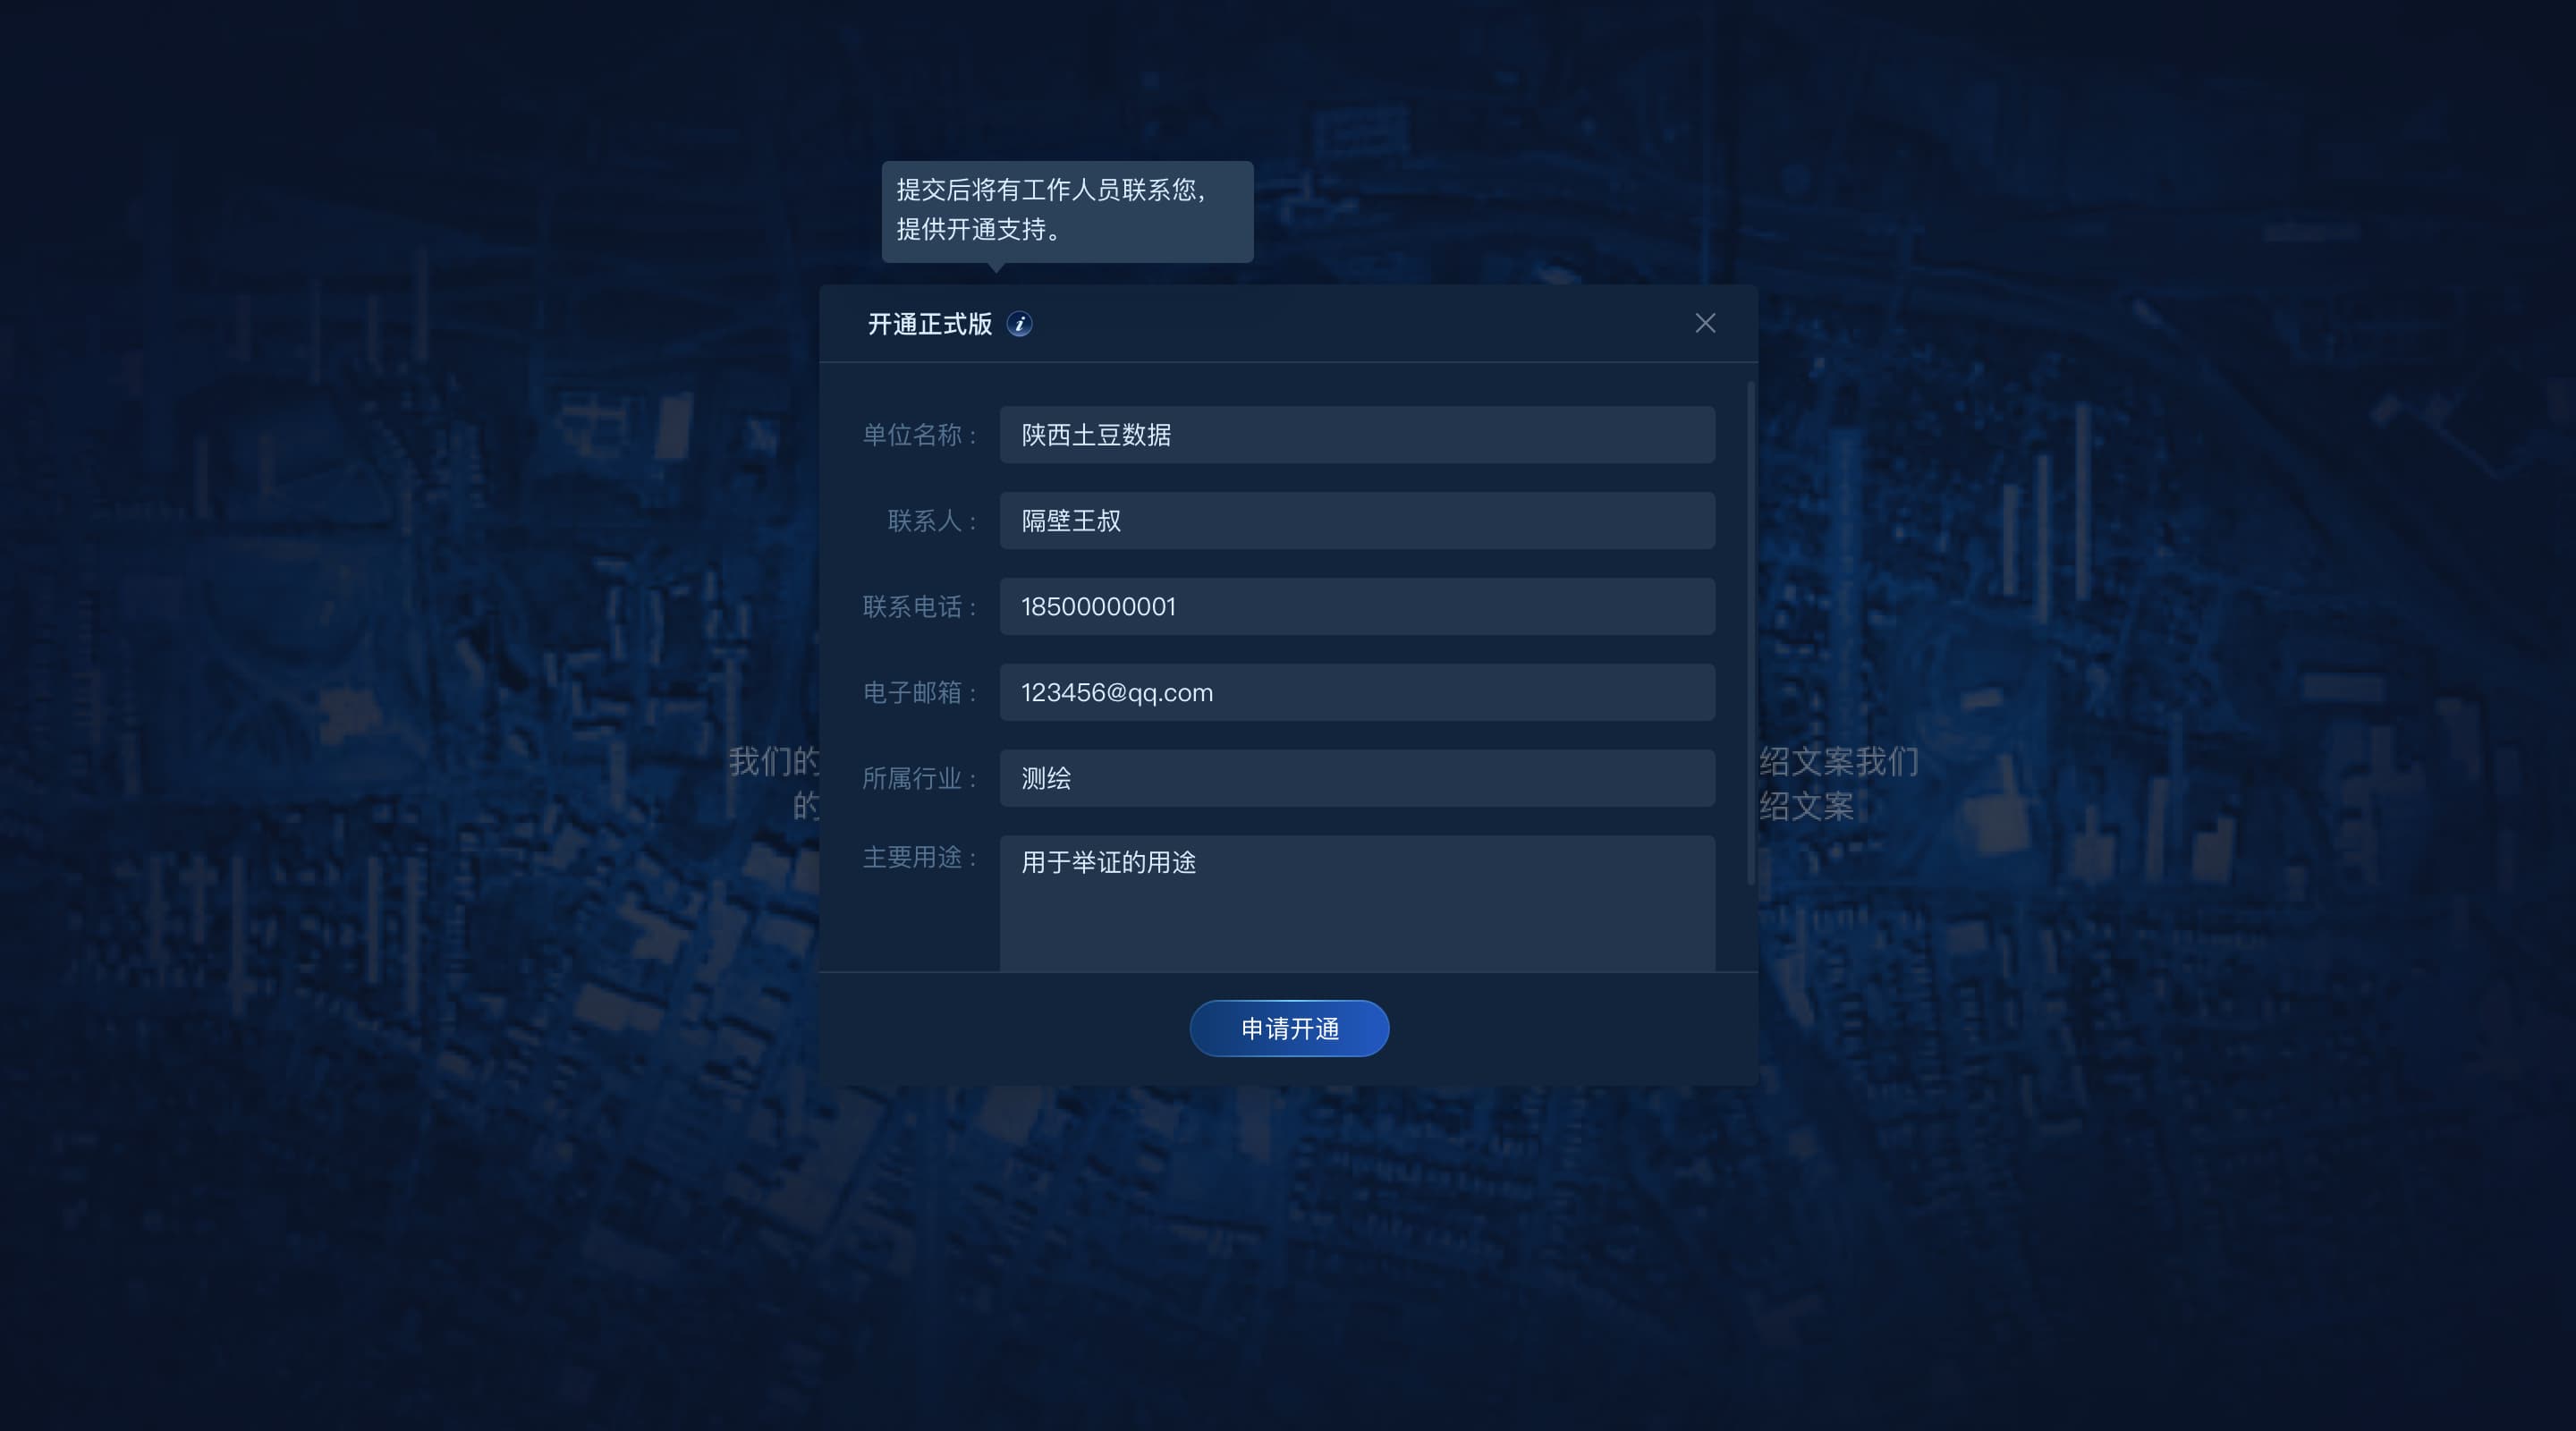 提交后将有工作人员联系您,
提供开通支持。
开通正式版 i
单位名称： 陕西土豆数据
联系人： 隔壁王叔
联系电话： 18500000001
电子邮箱： 123456@qq.com
我们的
绍文案我们
所属行业： 测绘
的
绍文案
主要用途： 用于举证的用途
申请开通